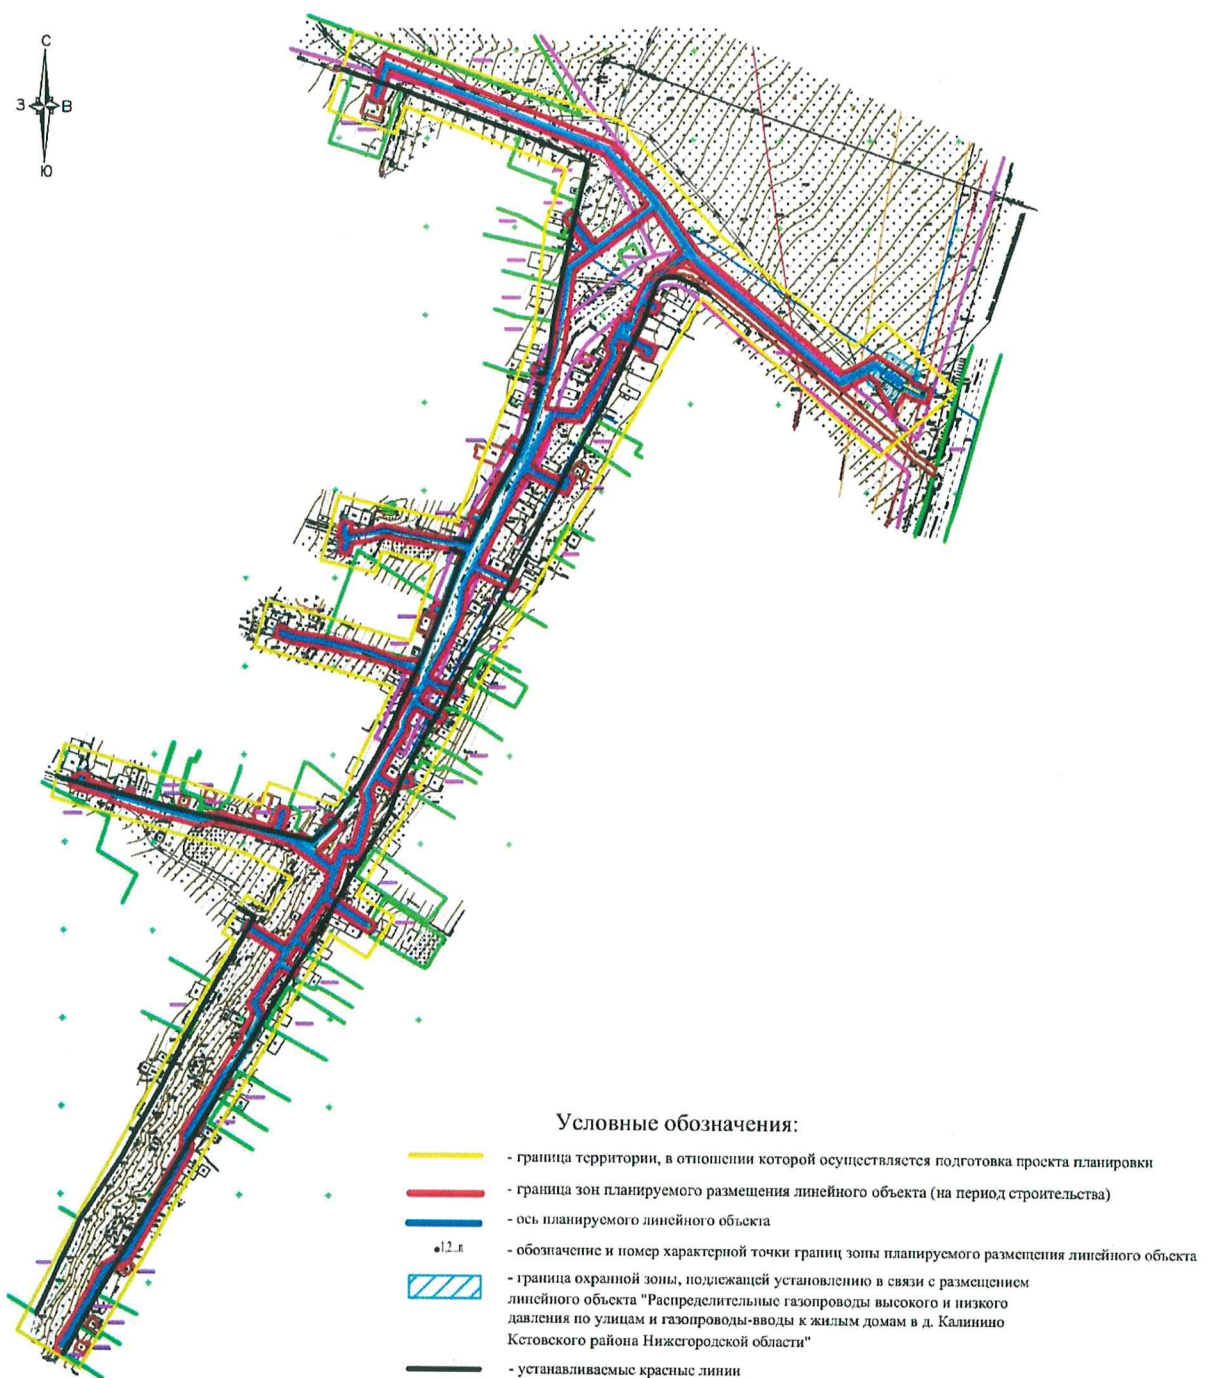 С
З В
Ю
Условные обозначения:
- граница территории, в отношении которой осуществляется подготовка проекта планировки
- граница зон планируемого размещения линейного объекта (на период строительства)
- ось планируемого линейного объекта
1,2...n - обозначение и номер характерной точки границ зоны планируемого размещения линейного объекта
- граница охранной зоны, подлежащей установлению в связи с размещением
линейного объекта "Распределительные газопроводы высокого и низкого
давления по улицам и газопроводы-вводы к жилым домам в д. Калинино
Кстовского района Нижегородской области"
- устанавливаемые красные линии